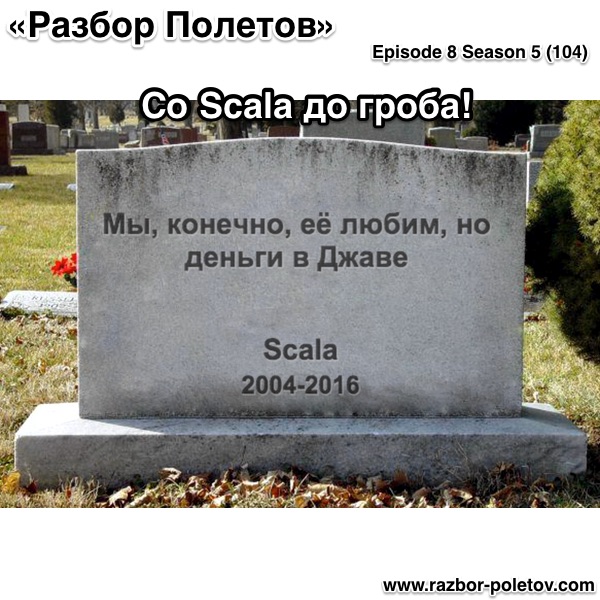 «Разбор Полетов»
Episode 8 Season 5 (104)
Со Scala до гроба!
Мы, конечно, её любим, но
деньги в Джаве
Scala
2004-2016
www.razbor-poletov.com